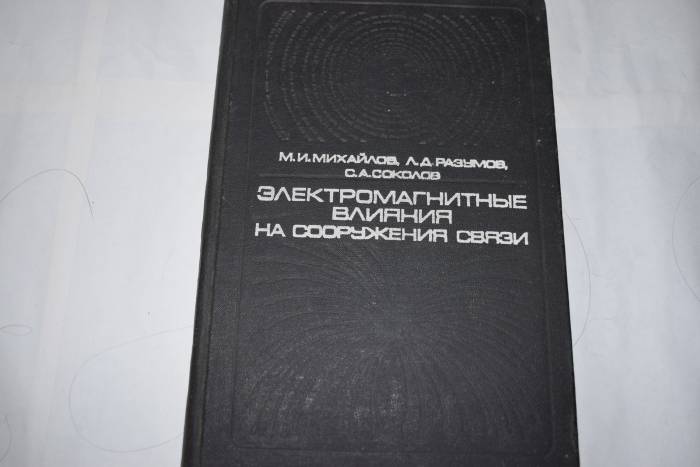 М.И.МИХАЙЛОВ, Л.Д.РАЗУМОВ,
С.А.СОКОЛОВ
ЭЛЕКТРОМАГНИТНЫЕ
ВЛИЯНИЯ
НА СООРУЖЕНИЯ СВЯЗИ